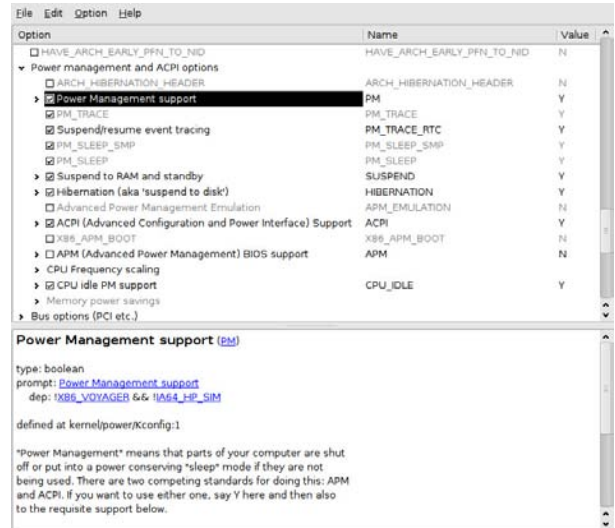 File Edit Option Help
Option Name Value
HAVE_ARCH_EARLY_PFN_TO_NID HAVE_ARCH_EARLY_PFN_TO_NID N
Power management and ACPI options
ARCH_HIBERNATION_HEADER ARCH_HIBERNATION_HEADER N
Power Management support PM Y
PM_TRACE PM_TRACE Y
Suspend/resume event tracing PM_TRACE_RTC Y
PM_SLEEP_SMP PM_SLEEP_SMP Y
PM_SLEEP PM_SLEEP Y
Suspend to RAM and standby SUSPEND Y
Hibernation (aka 'suspend to disk') HIBERNATION Y
Advanced Power Management Emulation APM_EMULATION N
ACPI (Advanced Configuration and Power Interface) Support ACPI Y
X86_APM_BOOT X86_APM_BOOT N
APM (Advanced Power Management) BIOS support APM N
CPU Frequency scaling
CPU idle PM support CPU_IDLE Y
Memory power savings
Bus options (PCI etc.)
Power Management support (PM)
type: boolean
prompt: Power Management support
dep: !X86_VOYAGER && !IA64_HP_SIM
defined at kernel/power/Kconfig:1
"Power Management" means that parts of your computer are shut
off or put into a power conserving "sleep" mode if they are not
being used. There are two competing standards for doing this: APM
and ACPI. If you want to use either one, say Y here and then also
to the requisite support below.